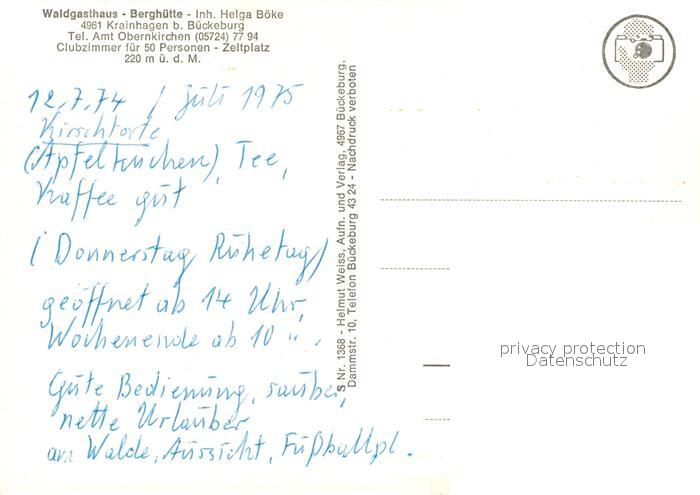 Waldgasthaus - Berghütte - Inh. Helga Böke
4961 Krainhagen b. Bückeburg
Tel. Amt Obernkirchen (05724) 77 94
Clubzimmer für 50 Personen - Zeltplatz
220 m ü. d. M.
12.7.74 / Juli 1975
Kirschtorte
(Apfelkuchen), Tee,
Kaffee gut
(Donnerstag Ruhetag)
geöffnet ab 14 Uhr,
Wochenende ab 10 " .
Gute Bedienung, sauber,
nette Urlauber
am Walde, Aussicht, Fußballpl.
S Nr. 1368 - Helmut Weiss, Aufn. und Verlag, 4967 Bückeburg,
Dammstr. 10, Telefon Bückeburg 43 24 - Nachdruck verboten
privacy protection
Datenschutz